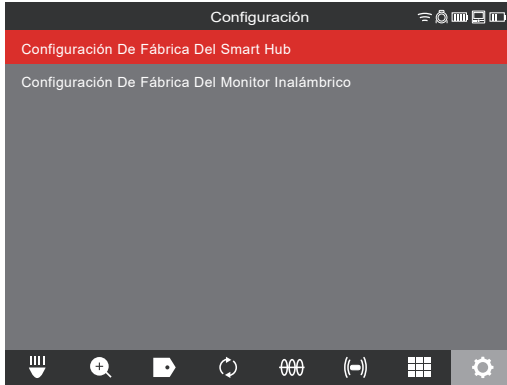 Configuración
Configuración De Fábrica Del Smart Hub
Configuración De Fábrica Del Monitor Inalámbrico